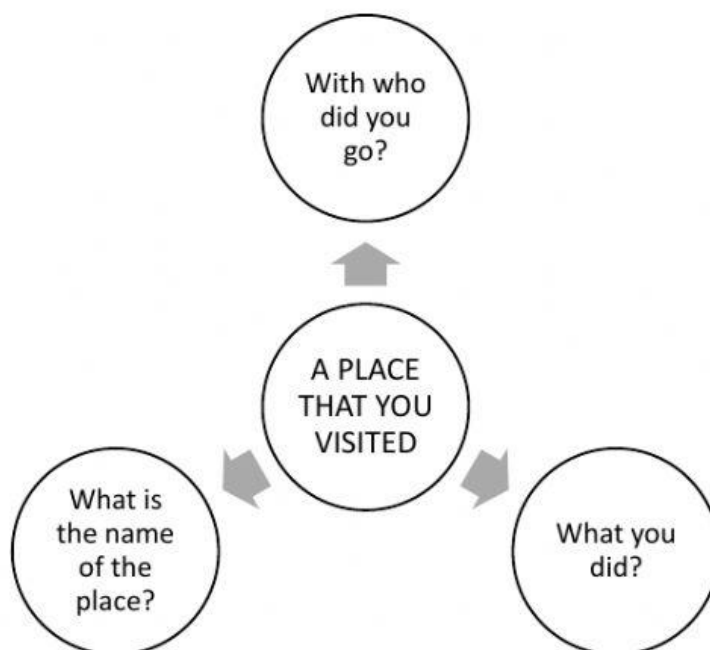 With who
did you
go?
A PLACE
THAT YOU
VISITED
What is
the name
of the
place?
What you
did?